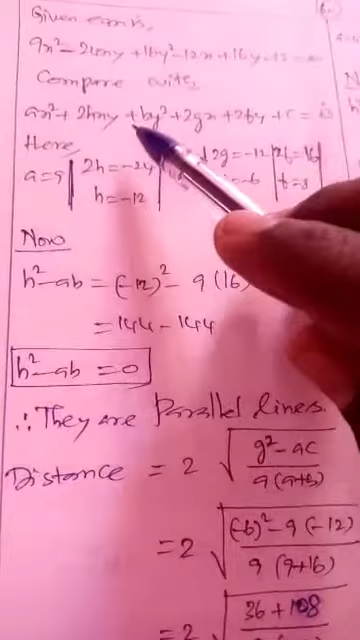 Given eqn is,
9x²-24xy+16y²-12x+16y-12=0
Compare with,
ax²+2hxy+by²+2gx+2fy+c=0
Here,
a=9 | 2h=-24 | 2g=-12 | 2f=16
h=-12 | =-6 | f=8
Now
h²-ab = (-12)²-9(16)
= 144-144
h²-ab = 0
∴ They are Parallel lines.
Distance = 2 √((g²-ac)/(a(a+b)))
= 2 √(((-6)²-9(-12))/(9(9+16)))
= 2 √(36+108